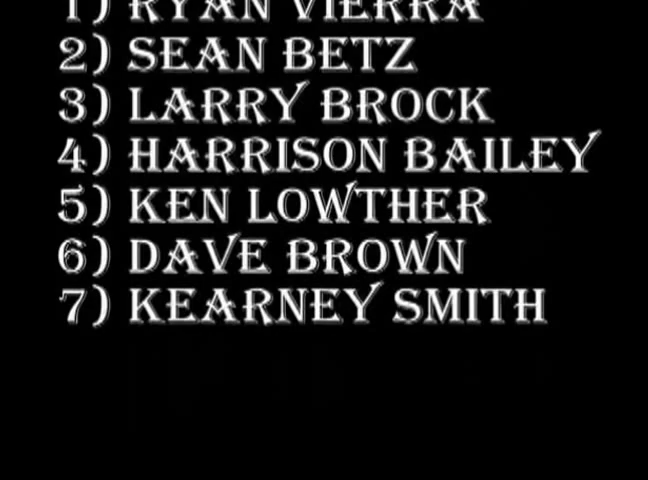 1) RYAN VIERRA
2) SEAN BETZ
3) LARRY BROCK
4) HARRISON BAILEY
5) KEN LOWTHER
6) DAVE BROWN
7) KEARNEY SMITH